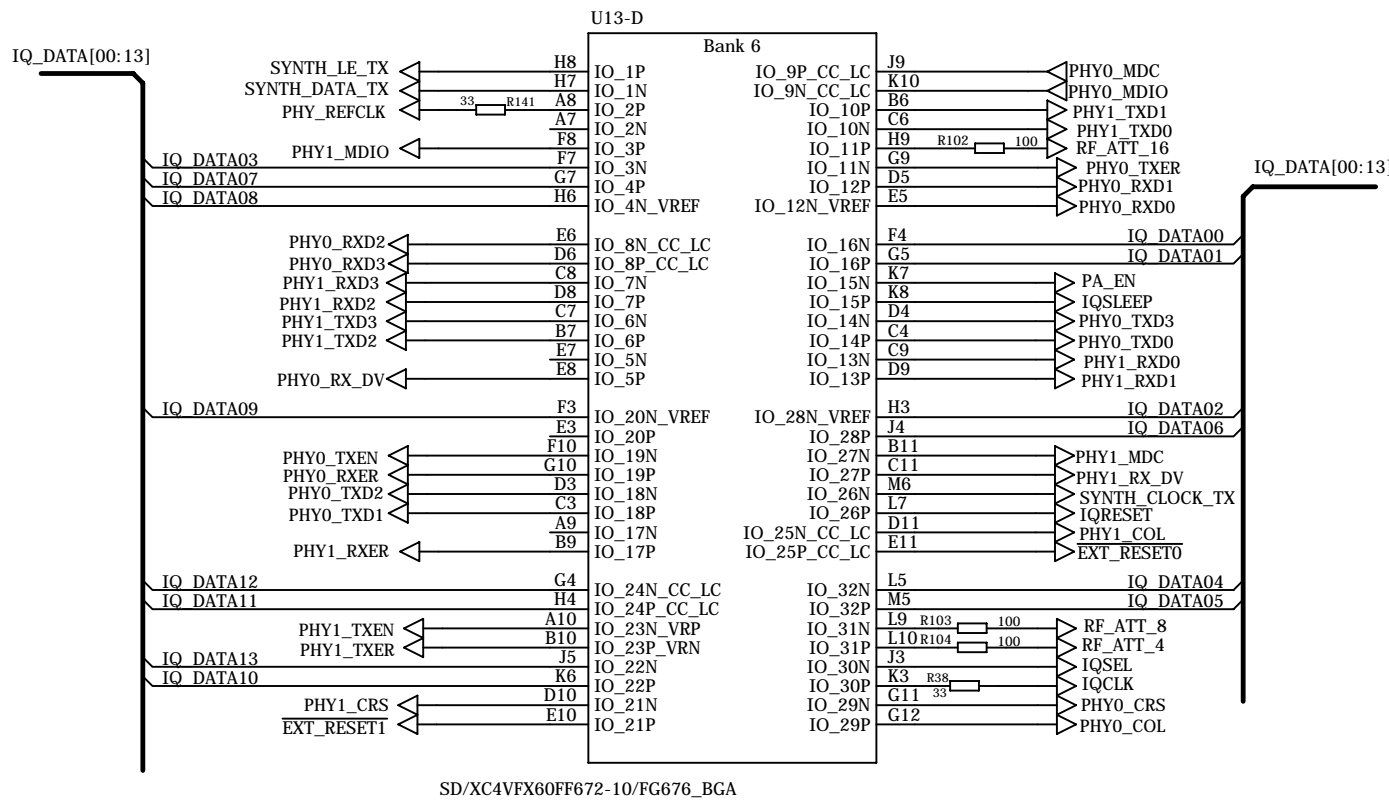 U13-D
IQ_DATA[00:13]
Bank 6
SYNTH_LE_TX H8 IO_1P IO_9P_CC_LC J9 PHY0_MDC
SYNTH_DATA_TX H7 IO_1N IO_9N_CC_LC K10 PHY0_MDIO
PHY_REFCLK 33 R141 A8 IO_2P IO_10P B6 PHY1_TXD1
A7 IO_2N IO_10N C6 PHY1_TXD0
PHY1_MDIO F8 IO_3P IO_11P H9 R102 100 RF_ATT_16
IQ_DATA03 F7 IO_3N IO_11N G9 PHY0_TXER
IQ_DATA[00:13]
IQ_DATA07 G7 IO_4P IO_12P D5 PHY0_RXD1
IQ_DATA08 H6 IO_4N_VREF IO_12N_VREF E5 PHY0_RXD0
PHY0_RXD2 E6 IO_8N_CC_LC IO_16N F4 IQ_DATA00
PHY0_RXD3 D6 IO_8P_CC_LC IO_16P G5 IQ_DATA01
PHY1_RXD3 C8 IO_7N IO_15N K7 PA_EN
PHY1_RXD2 D8 IO_7P IO_15P K8 IQSLEEP
PHY1_TXD3 C7 IO_6N IO_14N D4 PHY0_TXD3
PHY1_TXD2 B7 IO_6P IO_14P C4 PHY0_TXD0
E7 IO_5N IO_13N C9 PHY1_RXD0
PHY0_RX_DV E8 IO_5P IO_13P D9 PHY1_RXD1
IQ_DATA09 F3 IO_20N_VREF IO_28N_VREF H3 IQ_DATA02
E3 IO_20P IO_28P J4 IQ_DATA06
PHY0_TXEN F10 IO_19N IO_27N B11 PHY1_MDC
PHY0_RXER G10 IO_19P IO_27P C11 PHY1_RX_DV
PHY0_TXD2 D3 IO_18N IO_26N M6 SYNTH_CLOCK_TX
PHY0_TXD1 C3 IO_18P IO_26P L7 IQRESET
A9 IO_17N IO_25N_CC_LC D11 PHY1_COL
PHY1_RXER B9 IO_17P IO_25P_CC_LC E11 EXT_RESET0
IQ_DATA12 G4 IO_24N_CC_LC IO_32N L5 IQ_DATA04
IQ_DATA11 H4 IO_24P_CC_LC IO_32P M5 IQ_DATA05
PHY1_TXEN A10 IO_23N_VRP IO_31N L9 R103 100 RF_ATT_8
PHY1_TXER B10 IO_23P_VRN IO_31P L10 R104 100 RF_ATT_4
IQ_DATA13 J5 IO_22N IO_30N J3 IQSEL
IQ_DATA10 K6 IO_22P IO_30P K3 R38 33 IQCLK
PHY1_CRS D10 IO_21N IO_29N G11 PHY0_CRS
EXT_RESET1 E10 IO_21P IO_29P G12 PHY0_COL
SD/XC4VFX60FF672-10/FG676_BGA